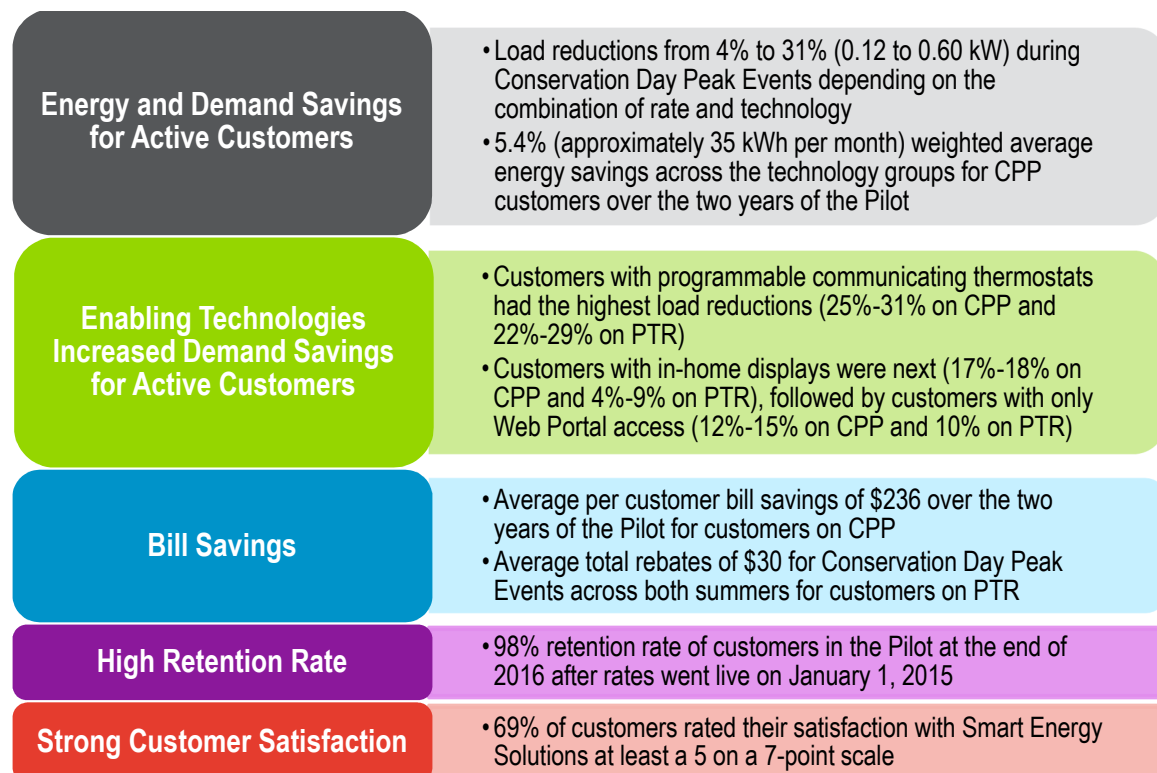 Energy and Demand Savings
for Active Customers
• Load reductions from 4% to 31% (0.12 to 0.60 kW) during
Conservation Day Peak Events depending on the
combination of rate and technology
• 5.4% (approximately 35 kWh per month) weighted average
energy savings across the technology groups for CPP
customers over the two years of the Pilot
Enabling Technologies
Increased Demand Savings
for Active Customers
• Customers with programmable communicating thermostats
had the highest load reductions (25%-31% on CPP and
22%-29% on PTR)
• Customers with in-home displays were next (17%-18% on
CPP and 4%-9% on PTR), followed by customers with only
Web Portal access (12%-15% on CPP and 10% on PTR)
Bill Savings
• Average per customer bill savings of $236 over the two
years of the Pilot for customers on CPP
• Average total rebates of $30 for Conservation Day Peak
Events across both summers for customers on PTR
High Retention Rate
• 98% retention rate of customers in the Pilot at the end of
2016 after rates went live on January 1, 2015
Strong Customer Satisfaction
• 69% of customers rated their satisfaction with Smart Energy
Solutions at least a 5 on a 7-point scale